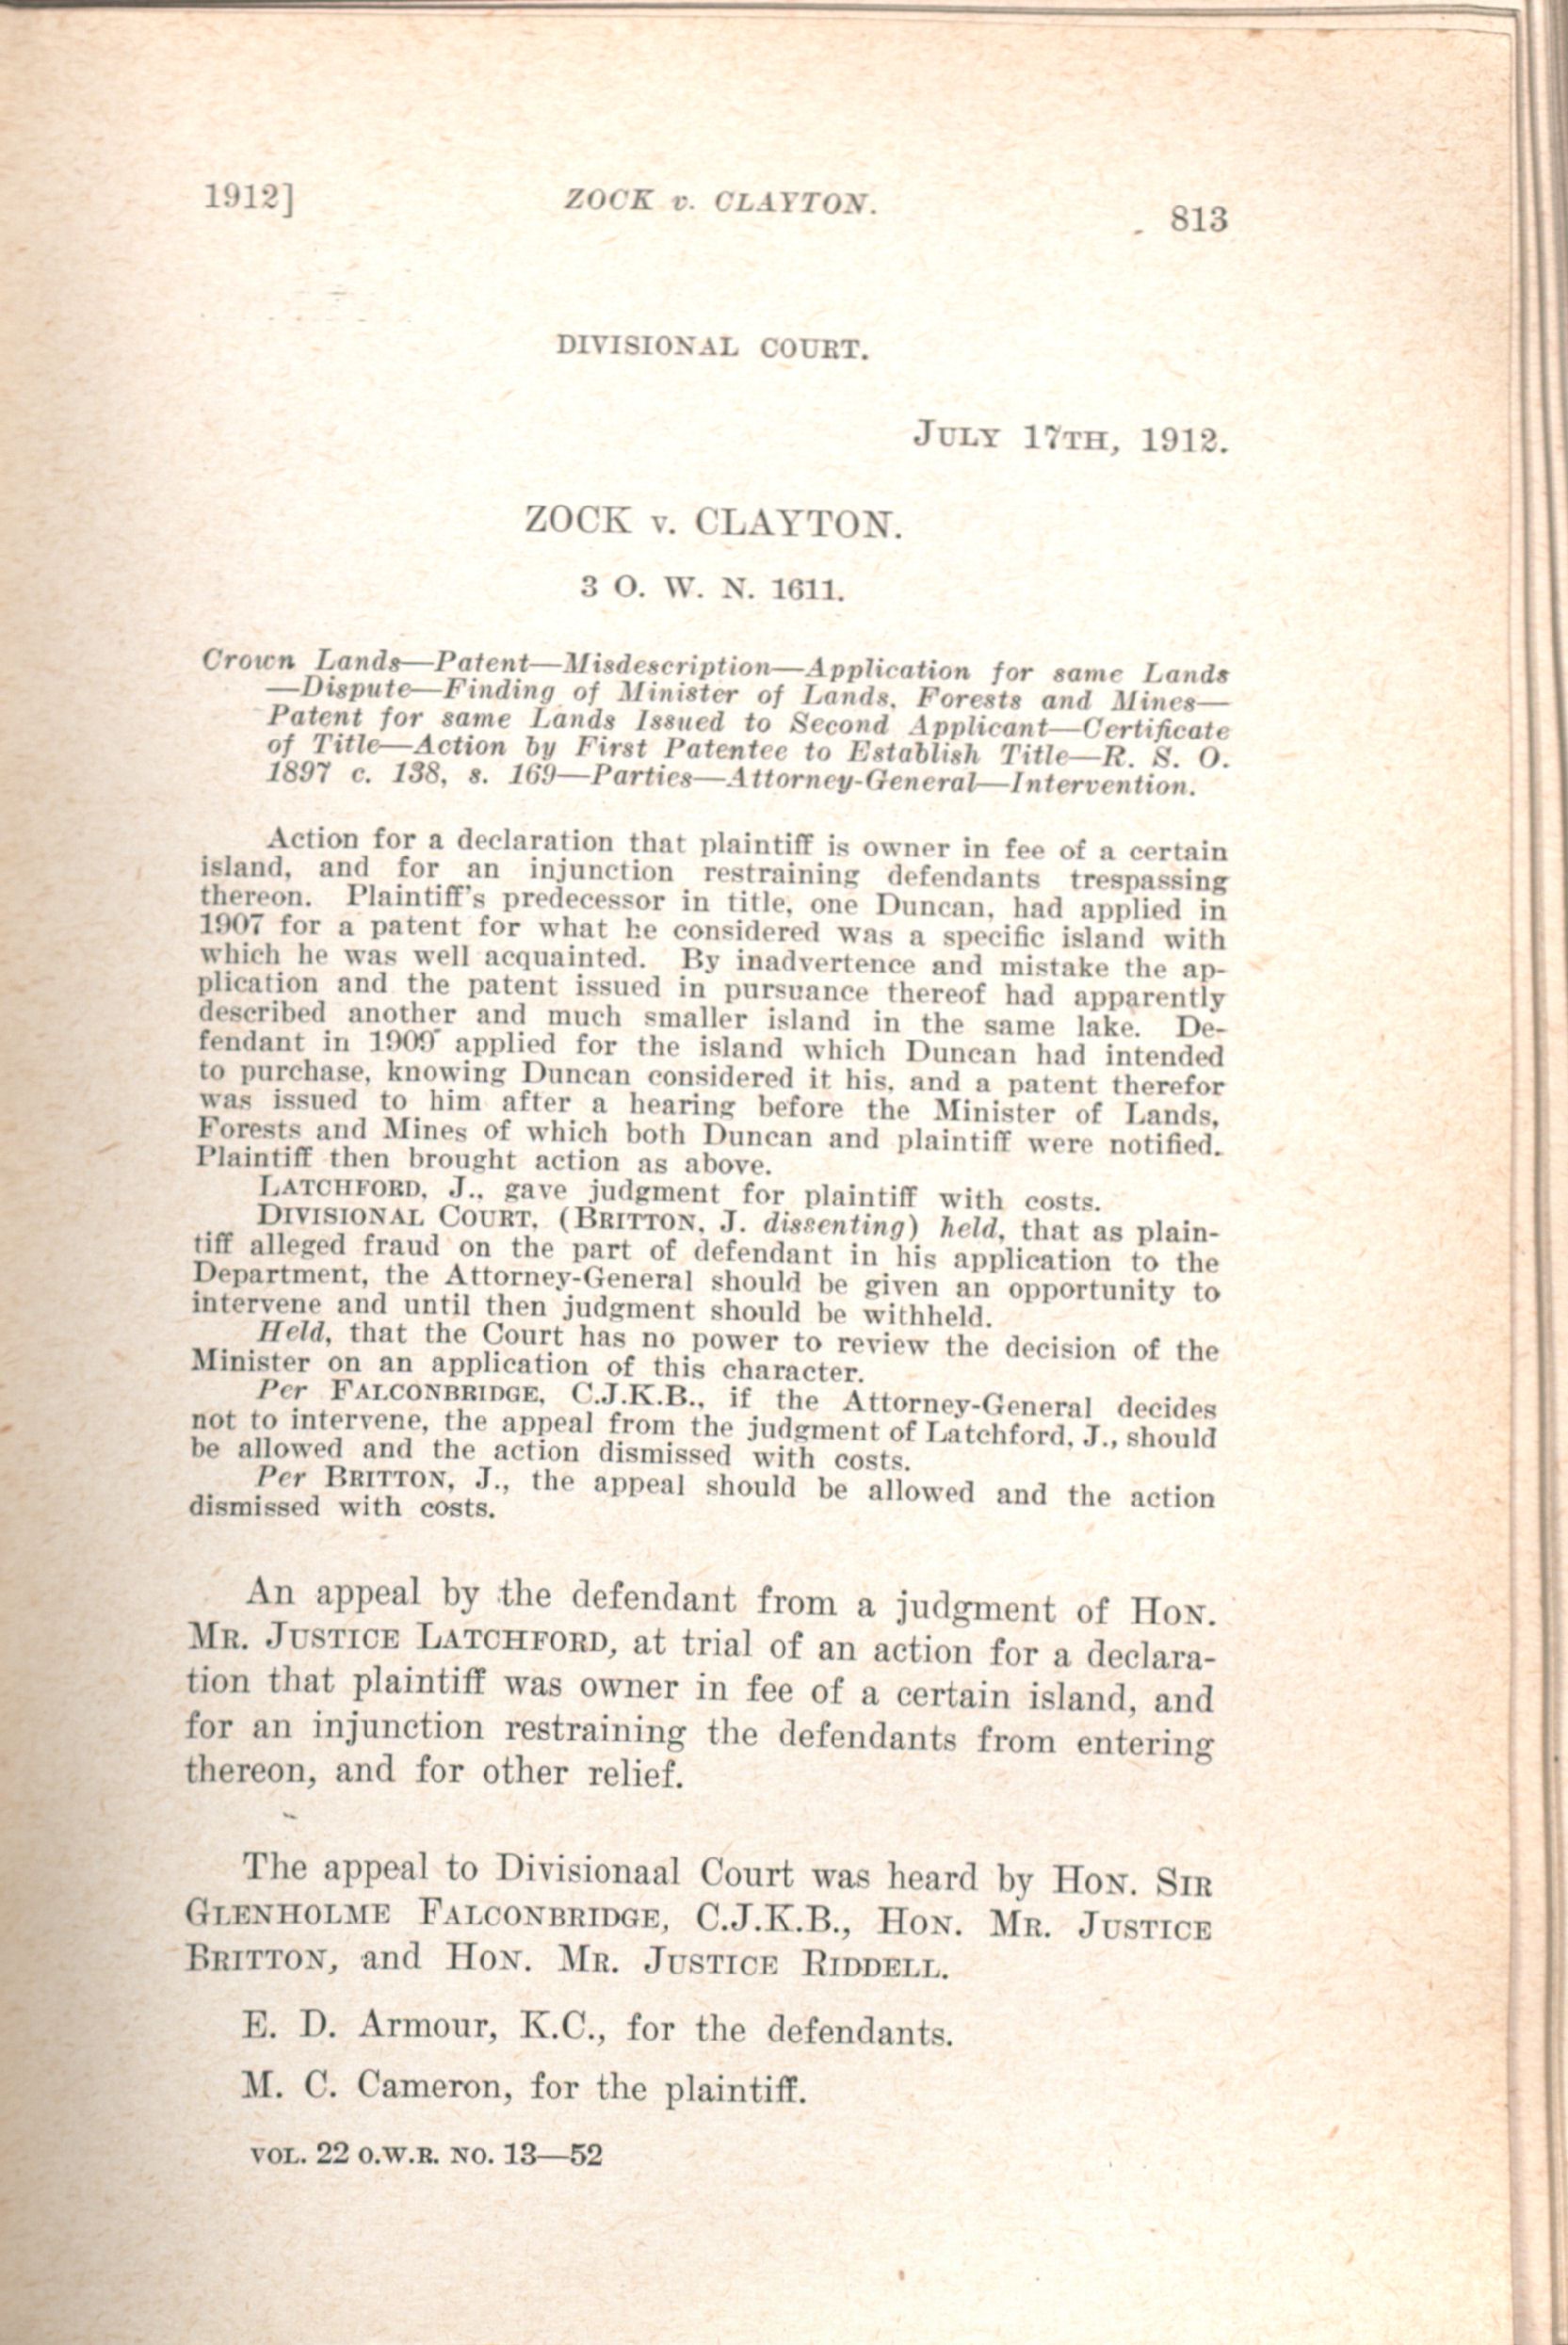 1912] ZOCK v. CLAYTON. 813
DIVISIONAL COURT.
JULY 17TH, 1912.
ZOCK v. CLAYTON.
3 O. W. N. 1611.
Crown Lands—Patent—Misdescription—Application for same Lands
—Dispute—Finding of Minister of Lands, Forests and Mines—
Patent for same Lands Issued to Second Applicant—Certificate
of Title—Action by First Patentee to Establish Title—R. S. O.
1897 c. 138, s. 169—Parties—Attorney-General—Intervention.
Action for a declaration that plaintiff is owner in fee of a certain
island, and for an injunction restraining defendants trespassing
thereon. Plaintiff's predecessor in title, one Duncan, had applied in
1907 for a patent for what he considered was a specific island with
which he was well acquainted. By inadvertence and mistake the ap-
plication and the patent issued in pursuance thereof had apparently
described another and much smaller island in the same lake. De-
fendant in 1909 applied for the island which Duncan had intended
to purchase, knowing Duncan considered it his, and a patent therefor
was issued to him after a hearing before the Minister of Lands,
Forests and Mines of which both Duncan and plaintiff were notified.
Plaintiff then brought action as above.
LATCHFORD, J., gave judgment for plaintiff with costs.
DIVISIONAL COURT, (BRITTON, J. dissenting) held, that as plain-
tiff alleged fraud on the part of defendant in his application to the
Department, the Attorney-General should be given an opportunity to
intervene and until then judgment should be withheld.
Held, that the Court has no power to review the decision of the
Minister on an application of this character.
Per FALCONBRIDGE, C.J.K.B., if the Attorney-General decides
not to intervene, the appeal from the judgment of Latchford, J., should
be allowed and the action dismissed with costs.
Per BRITTON, J., the appeal should be allowed and the action
dismissed with costs.
An appeal by the defendant from a judgment of HON.
MR. JUSTICE LATCHFORD, at trial of an action for a declara-
tion that plaintiff was owner in fee of a certain island, and
for an injunction restraining the defendants from entering
thereon, and for other relief.
The appeal to Divisionaal Court was heard by HON. SIR
GLENHOLME FALCONBRIDGE, C.J.K.B., HON. MR. JUSTICE
BRITTON, and HON. MR. JUSTICE RIDDELL.
E. D. Armour, K.C., for the defendants.
M. C. Cameron, for the plaintiff.
VOL. 22 O.W.R. NO. 13—52